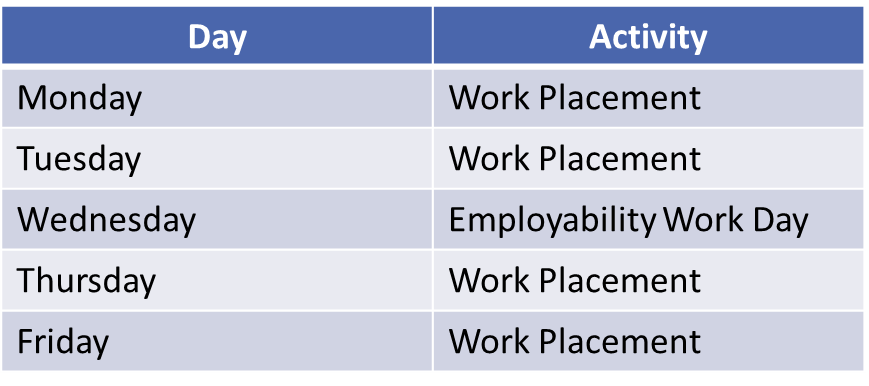 Day Activity
Monday Work Placement
Tuesday Work Placement
Wednesday Employability Work Day
Thursday Work Placement
Friday Work Placement